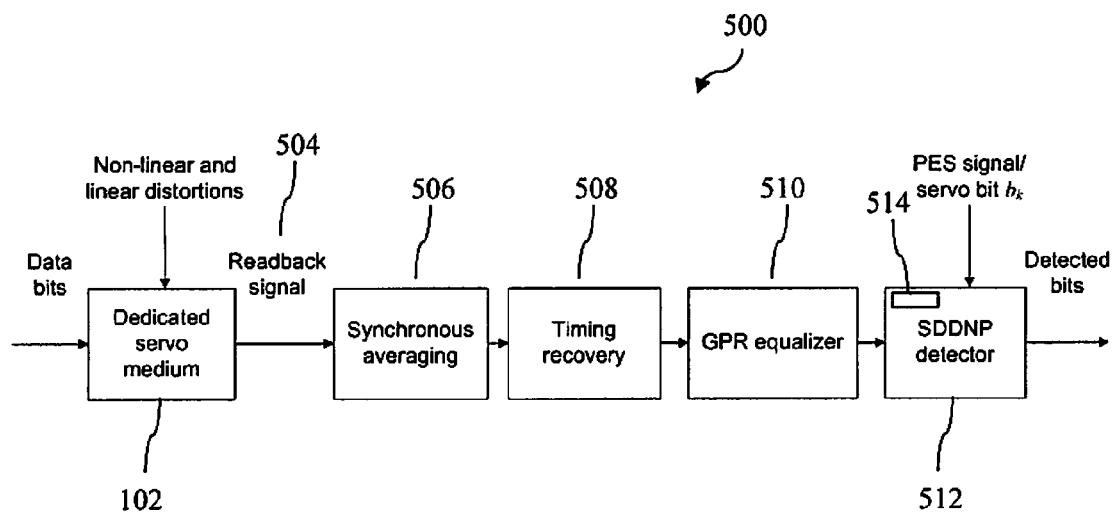 500
Non-linear and
linear distortions
504
506
508
510
PES signal/
servo bit bₖ
514
Data
bits
Readback
signal
Detected
bits
Dedicated
servo
medium
Synchronous
averaging
Timing
recovery
GPR equalizer
SDDNP
detector
102
512